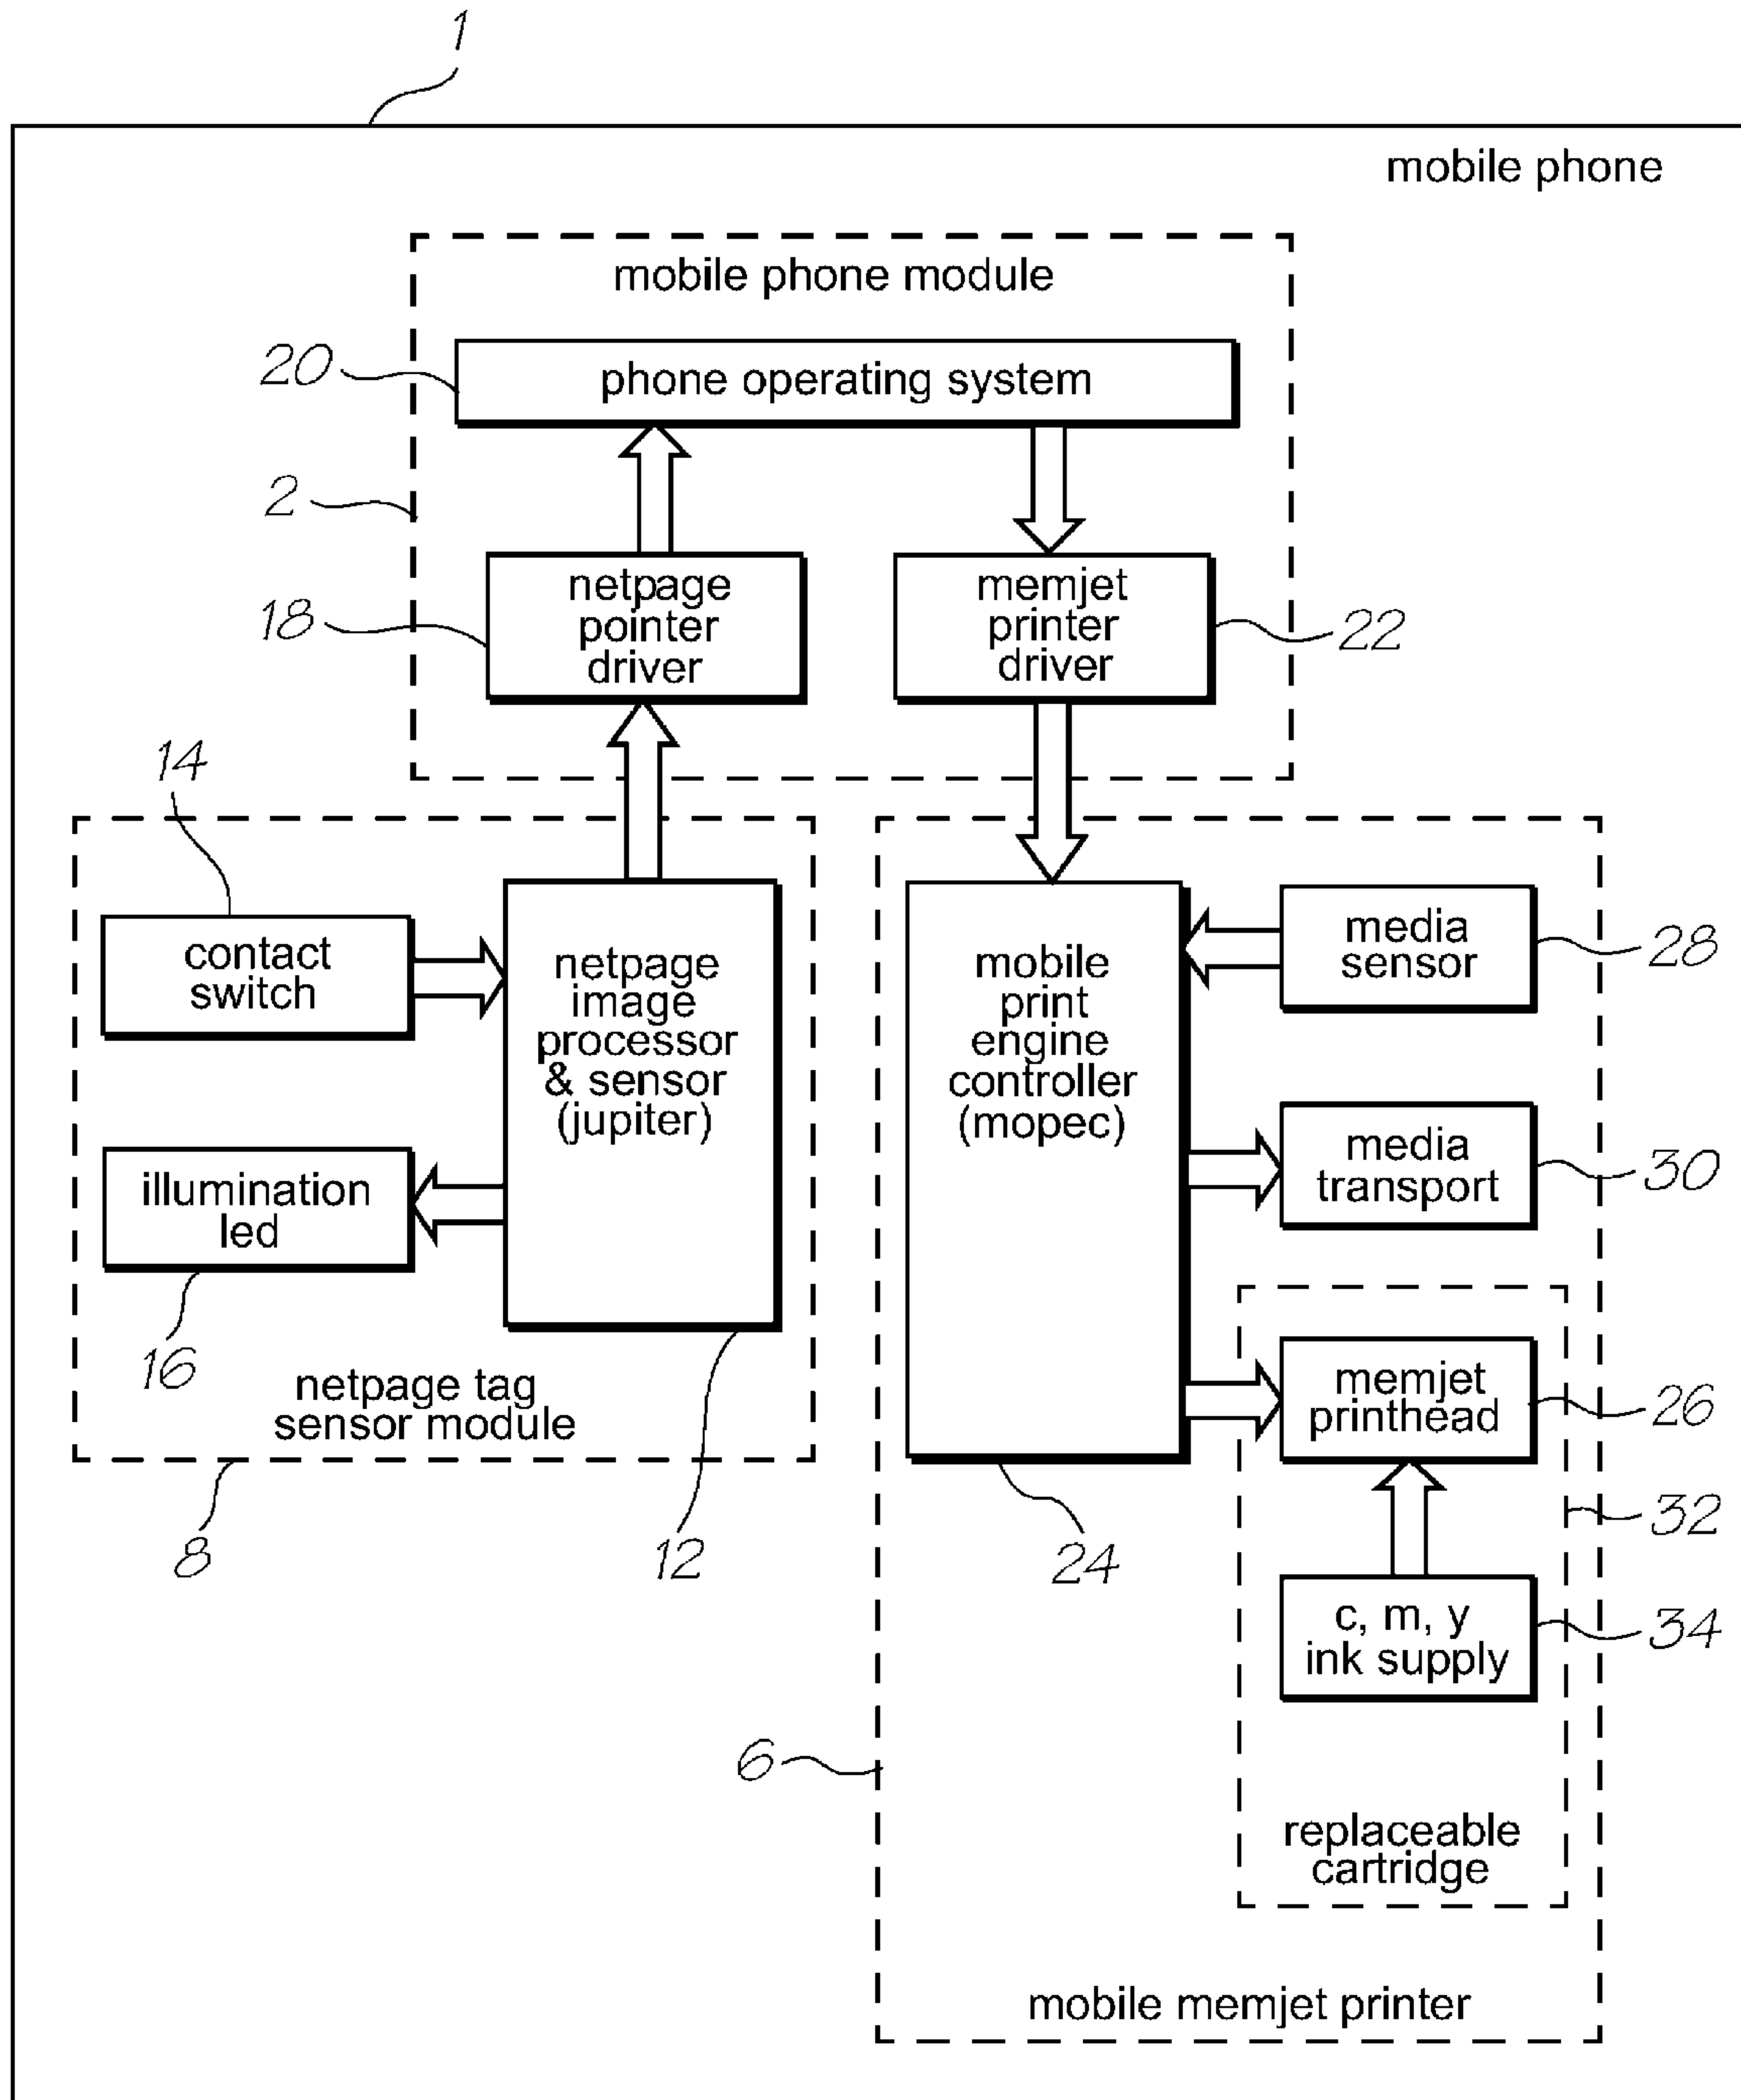 1
mobile phone
mobile phone module
20
phone operating system
2
18
netpage
pointer
driver
memjet
printer
driver
22
14
contact
switch
netpage
image
processor
& sensor
(jupiter)
illumination
led
16
netpage tag
sensor module
8
12
mobile
print
engine
controller
(mopec)
media
sensor
28
media
transport
30
memjet
printhead
26
32
24
c, m, y
ink supply
34
6
replaceable
cartridge
mobile memjet printer